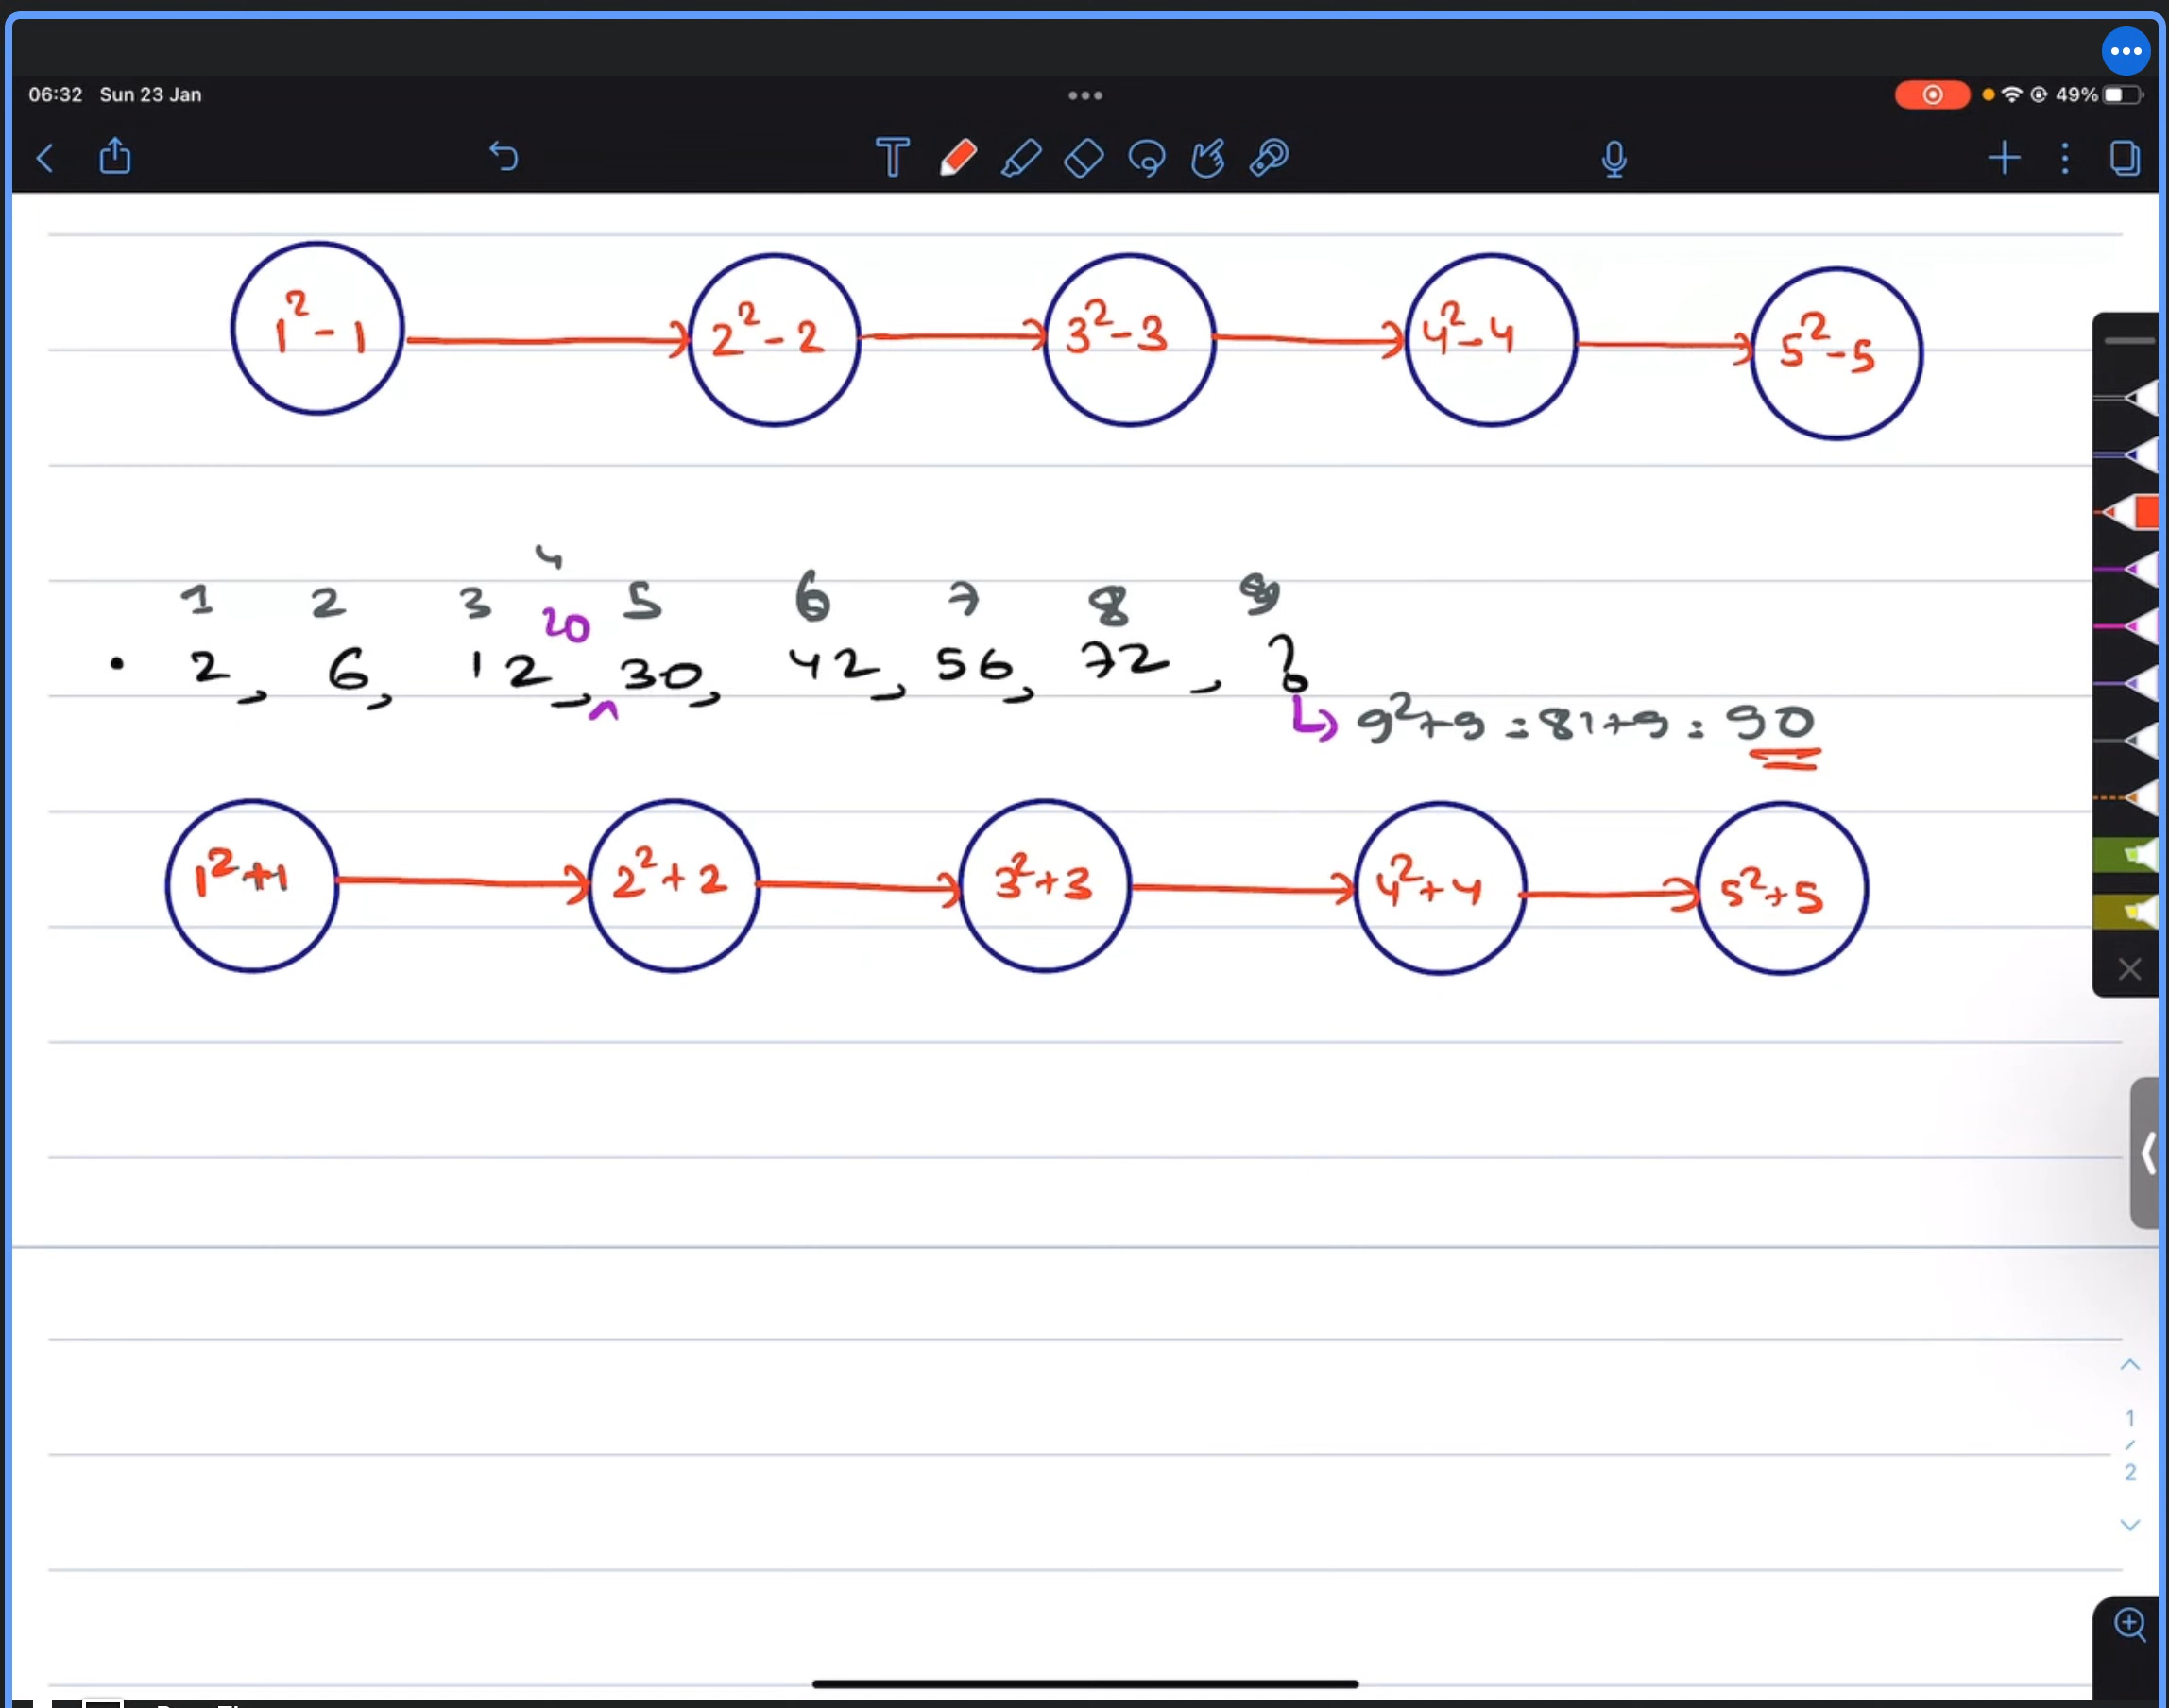 06:32 Sun 23 Jan
49%
1² - 1 → 2² - 2 → 3² - 3 → 4² - 4 → 5² - 5
4
1 2 3 5 6 7 8 9
20
• 2, 6, 12, 30, 42, 56, 72, ?
^
↳ 9²+9 = 81+9 = 90
1²+1 → 2²+2 → 3²+3 → 4²+4 → 5²+5
1
/
2